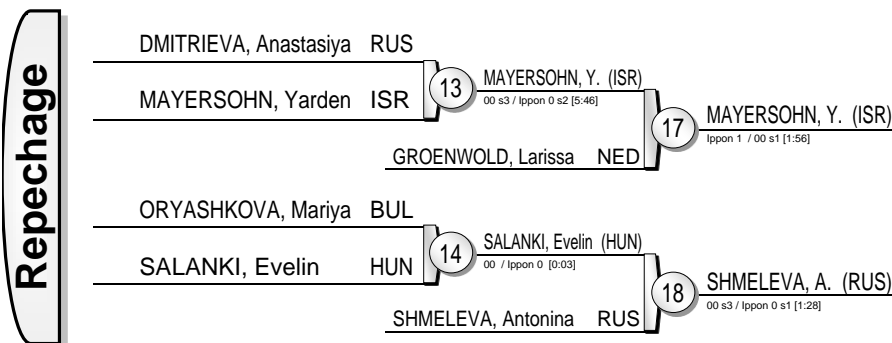 Repechage
DMITRIEVA, Anastasiya RUS
MAYERSOHN, Yarden ISR
13
MAYERSOHN, Y. (ISR)
00 s3 / Ippon 0 s2 [5:46]
GROENWOLD, Larissa NED
17
MAYERSOHN, Y. (ISR)
Ippon 1 / 00 s1 [1:56]
ORYASHKOVA, Mariya BUL
SALANKI, Evelin HUN
14
SALANKI, Evelin (HUN)
00 / Ippon 0 [0:03]
SHMELEVA, Antonina RUS
18
SHMELEVA, A. (RUS)
00 s3 / Ippon 0 s1 [1:28]